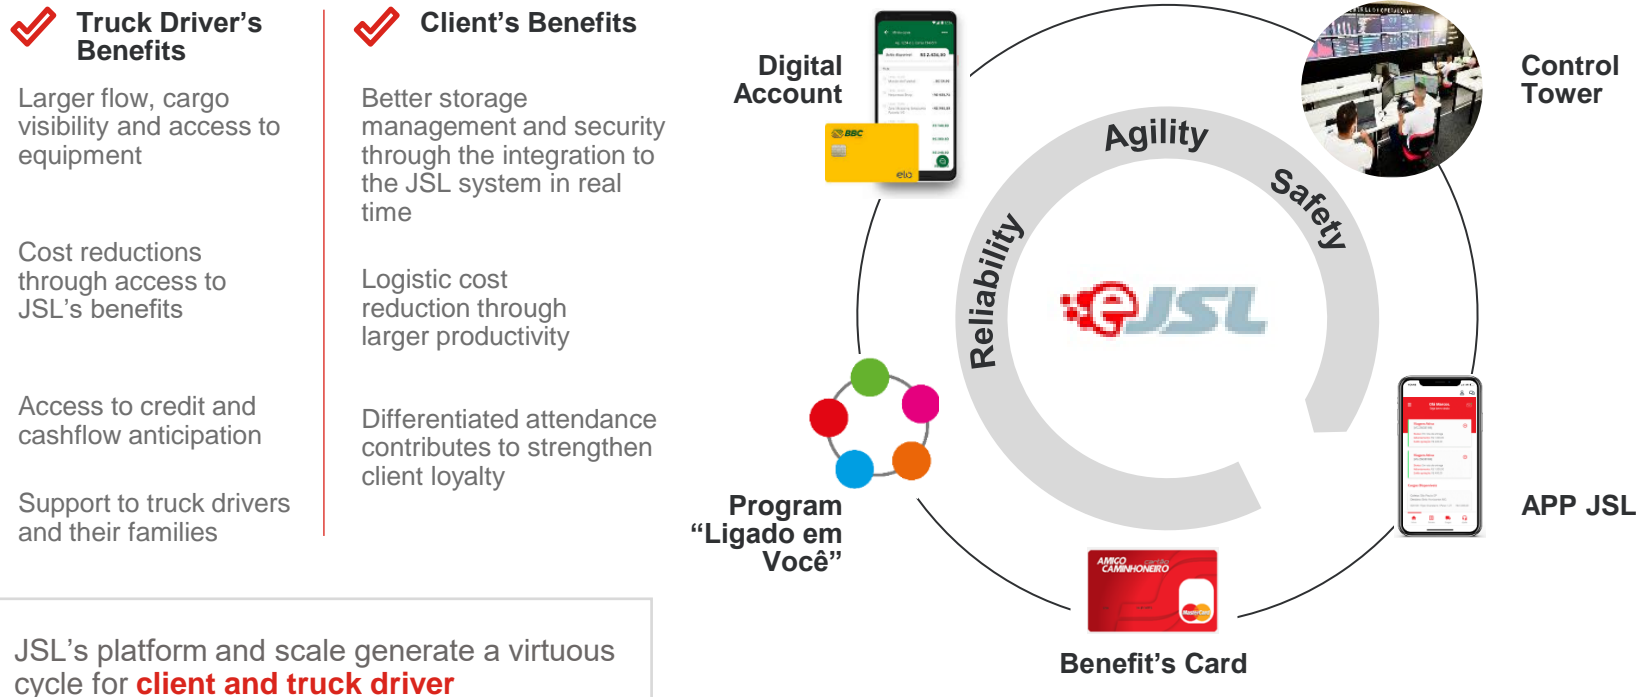 Truck Driver's
Benefits
Larger flow, cargo
visibility and access to
equipment
Cost reductions
through access to
JSL's benefits
Access to credit and
cashflow anticipation
Support to truck drivers
and their families
Client's Benefits
Better storage
management and security
through the integration to
the JSL system in real
time
Logistic cost
reduction through
larger productivity
Differentiated attendance
contributes to strengthen
client loyalty
JSL's platform and scale generate a virtuous
cycle for client and truck driver
Digital
Account
BBC
elo
Control
Tower
Agility
Safety
Reliability
eJSL
Program
“Ligado em
Você”
APP JSL
AMIGO
CAMINHONEIRO
MasterCard
Benefit's Card